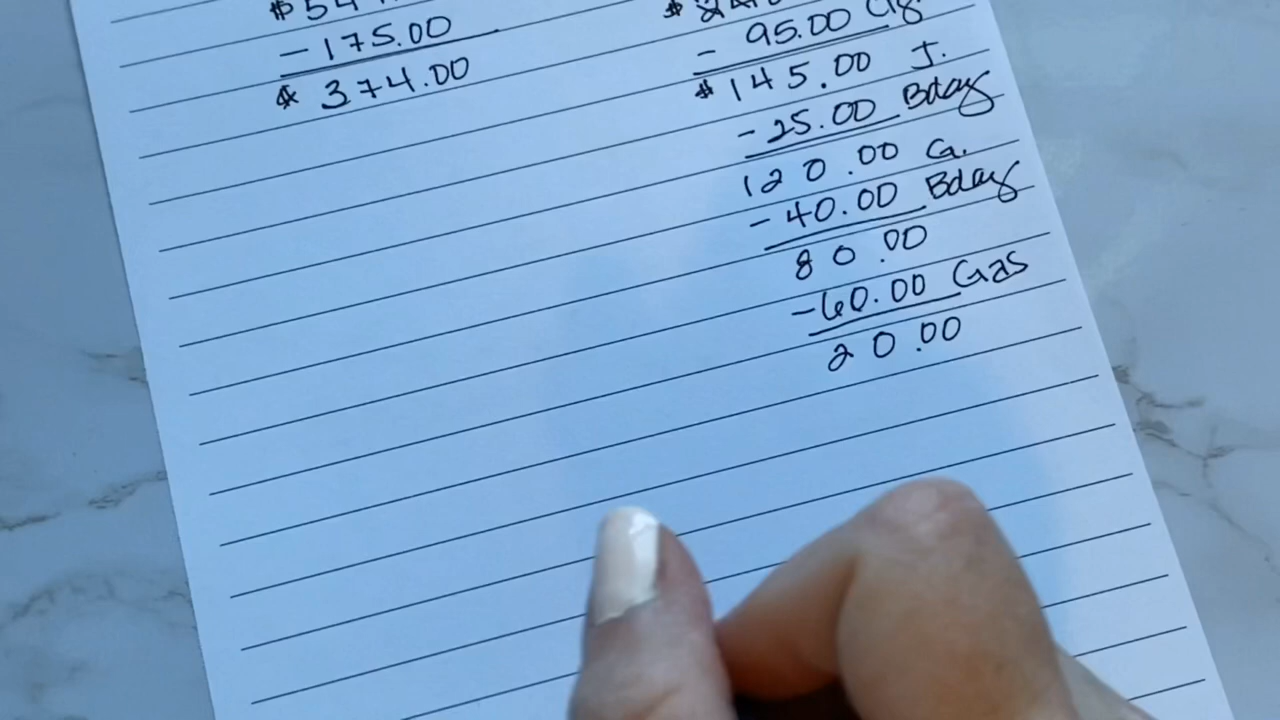 - 175.00
$ 374.00
- 95.00
$ 145.00 J.
- 25.00 Bday
120.00 G.
- 40.00 Bday
80.00
- 60.00 Gas
20.00